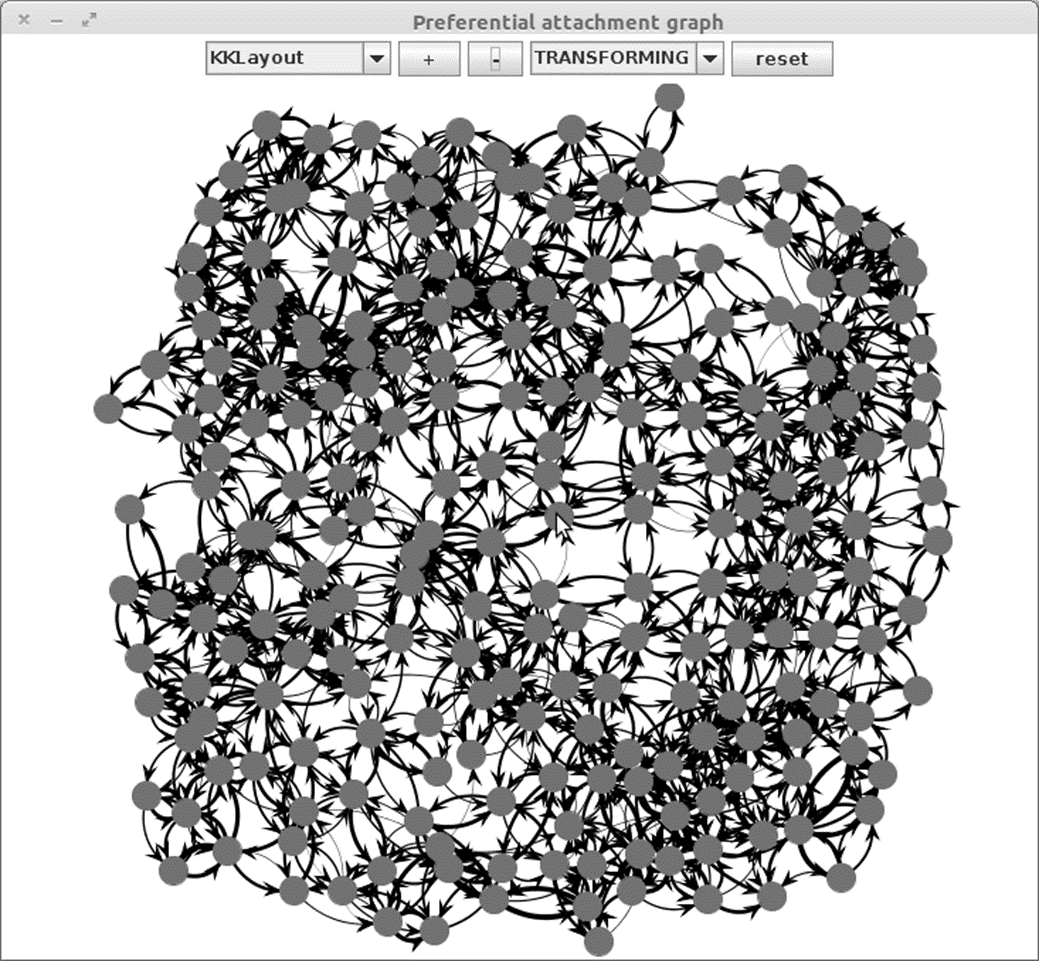 Preferential attachment graph
KKLayout + - TRANSFORMING reset